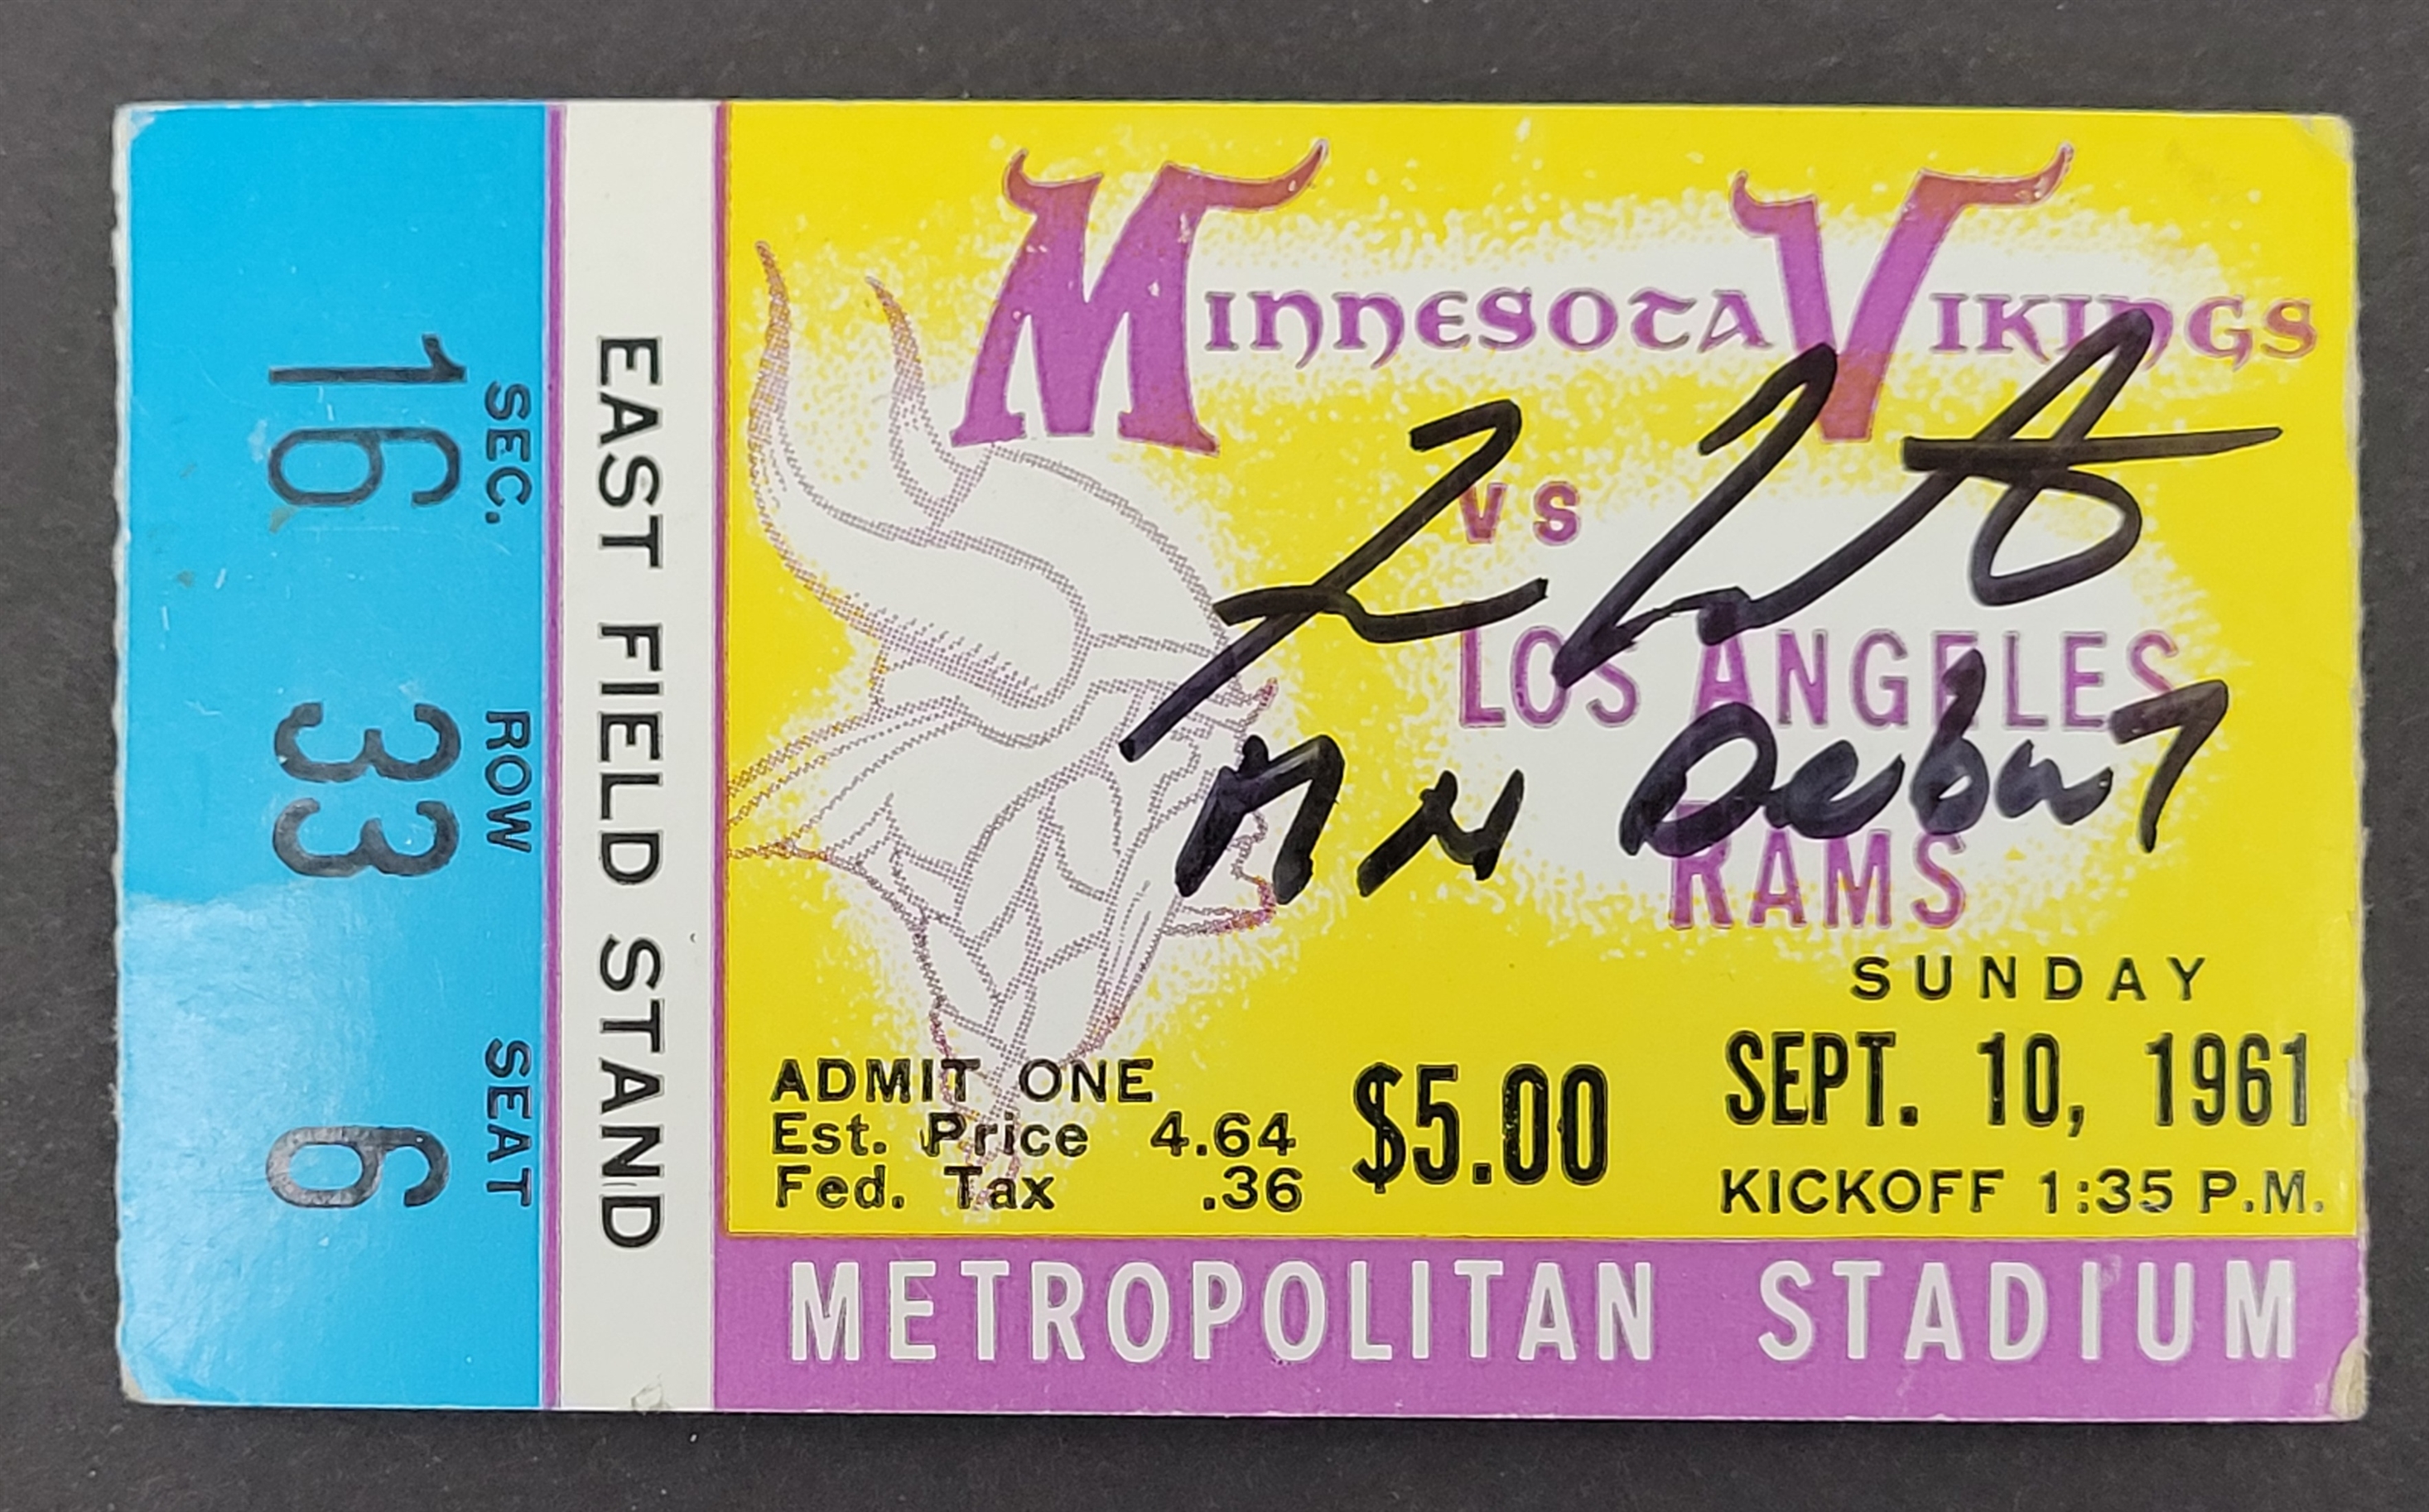 SEC. ROW SEAT
16 33 6
EAST FIELD STAND
MINNESOTA VIKINGS
VS
LOS ANGELES
Debut
RAMS
SUNDAY
ADMIT ONE
SEPT. 10, 1961
Est. Price 4.64
$5.00
Fed. Tax .36
KICKOFF 1:35 P.M.
METROPOLITAN STADIUM